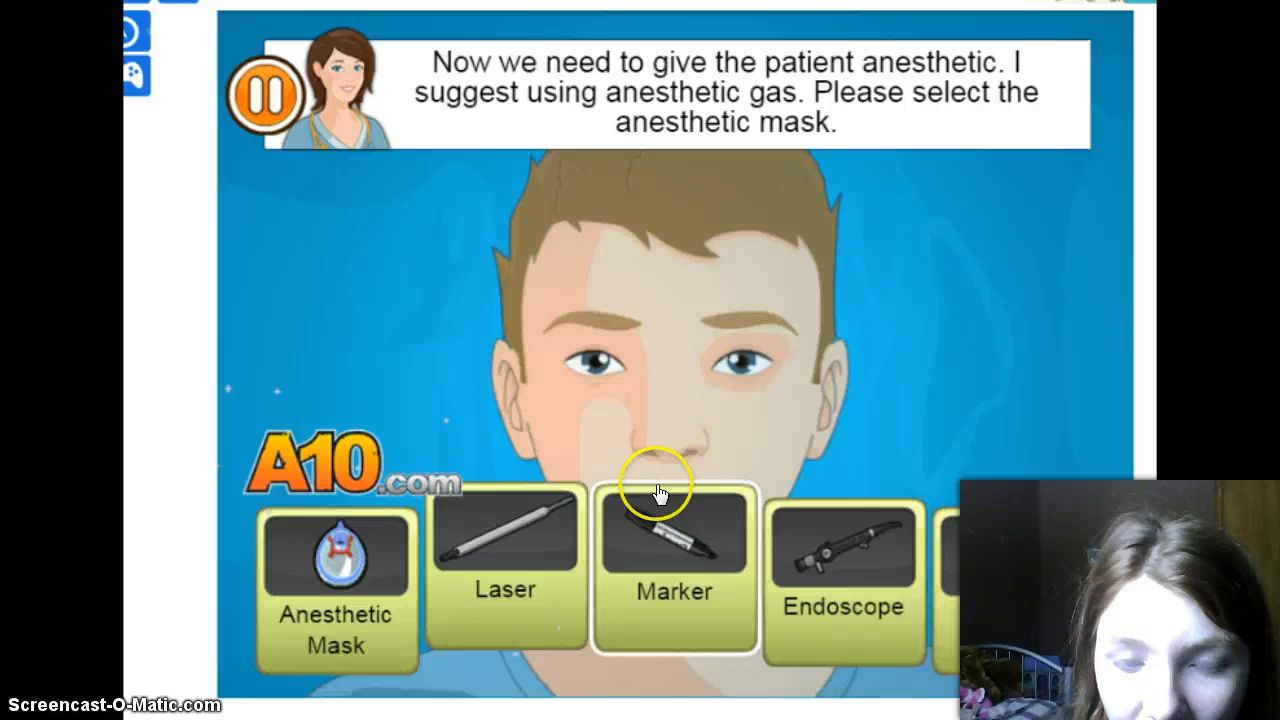 Now we need to give the patient anesthetic. I
suggest using anesthetic gas. Please select the
anesthetic mask.
A10.com
Anesthetic
Mask
Laser
Marker
Endoscope
Screencast-O-Matic.com